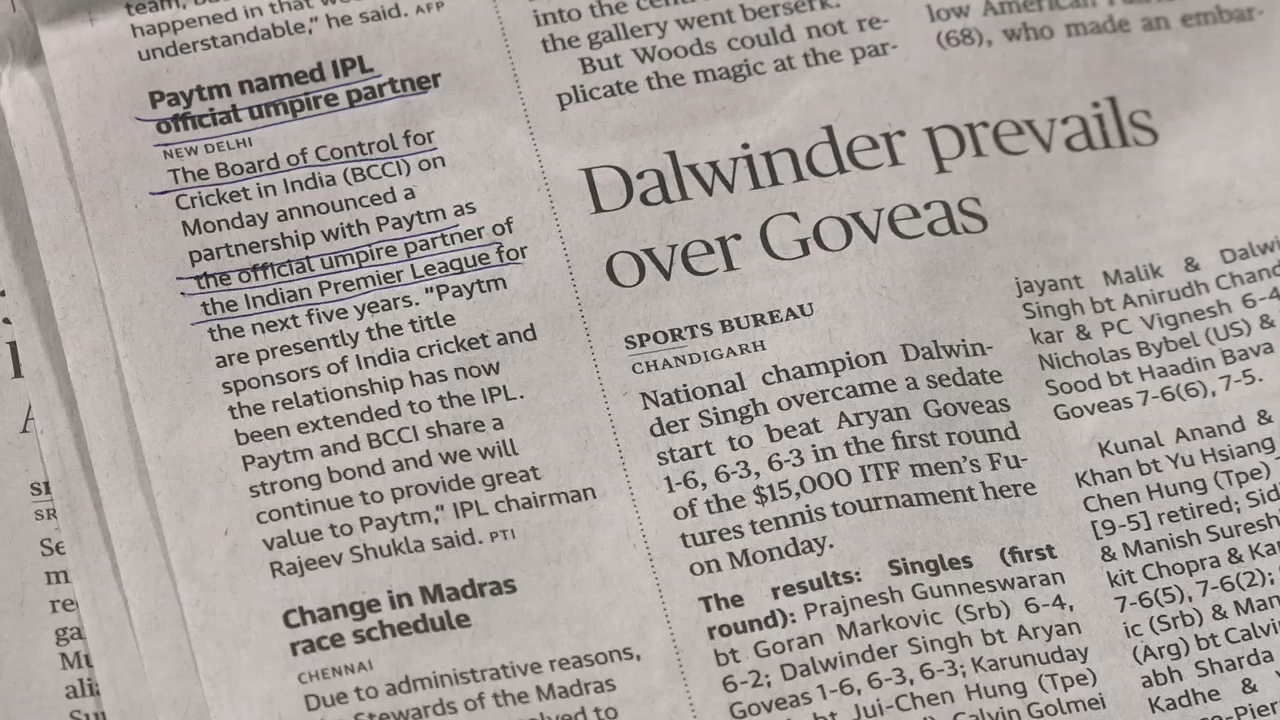 happened in that
understandable," he said. AFP
Paytm named IPL
official umpire partner
NEW DELHI
The Board of Control for
Cricket in India (BCCI) on
Monday announced a
partnership with Paytm as
the official umpire partner of
the Indian Premier League for
the next five years. "Paytm
are presently the title
sponsors of India cricket and
the relationship has now
been extended to the IPL.
Paytm and BCCI share a
strong bond and we will
continue to provide great
value to Paytm," IPL chairman
Rajeev Shukla said. PTI
Change in Madras
race schedule
CHENNAI
Due to administrative reasons,
Stewards of the Madras
to
into the
the gallery went berserk.
But Woods could not re-
plicate the magic at the par-
low American
(68), who made an embar-
Dalwinder prevails
over Goveas
SPORTS BUREAU
CHANDIGARH
National champion Dalwin-
der Singh overcame a sedate
start to beat Aryan Goveas
1-6, 6-3, 6-3 in the first round
of the $15,000 ITF men's Fu-
tures tennis tournament here
on Monday.
The results: Singles (first
round): Prajnesh Gunneswaran
bt Goran Markovic (Srb) 6-4,
6-2; Dalwinder Singh bt Aryan
Goveas 1-6, 6-3, 6-3; Karunuday
bt Jui-Chen Hung (Tpe)
Calvin Golmei
jayant Malik & Dalwi
Singh bt Anirudh Chand
kar & PC Vignesh 6-4
Nicholas Bybel (US) &
Sood bt Haadin Bava
Goveas 7-6(6), 7-5.
Kunal Anand &
Khan bt Yu Hsiang
Chen Hung (Tpe)
[9-5] retired; Sid
& Manish Suresh
kit Chopra & Ka
7-6(5), 7-6(2);
ic (Srb) & Man
(Arg) bt Calvi
abh Sharda
Kadhe &
-Pier